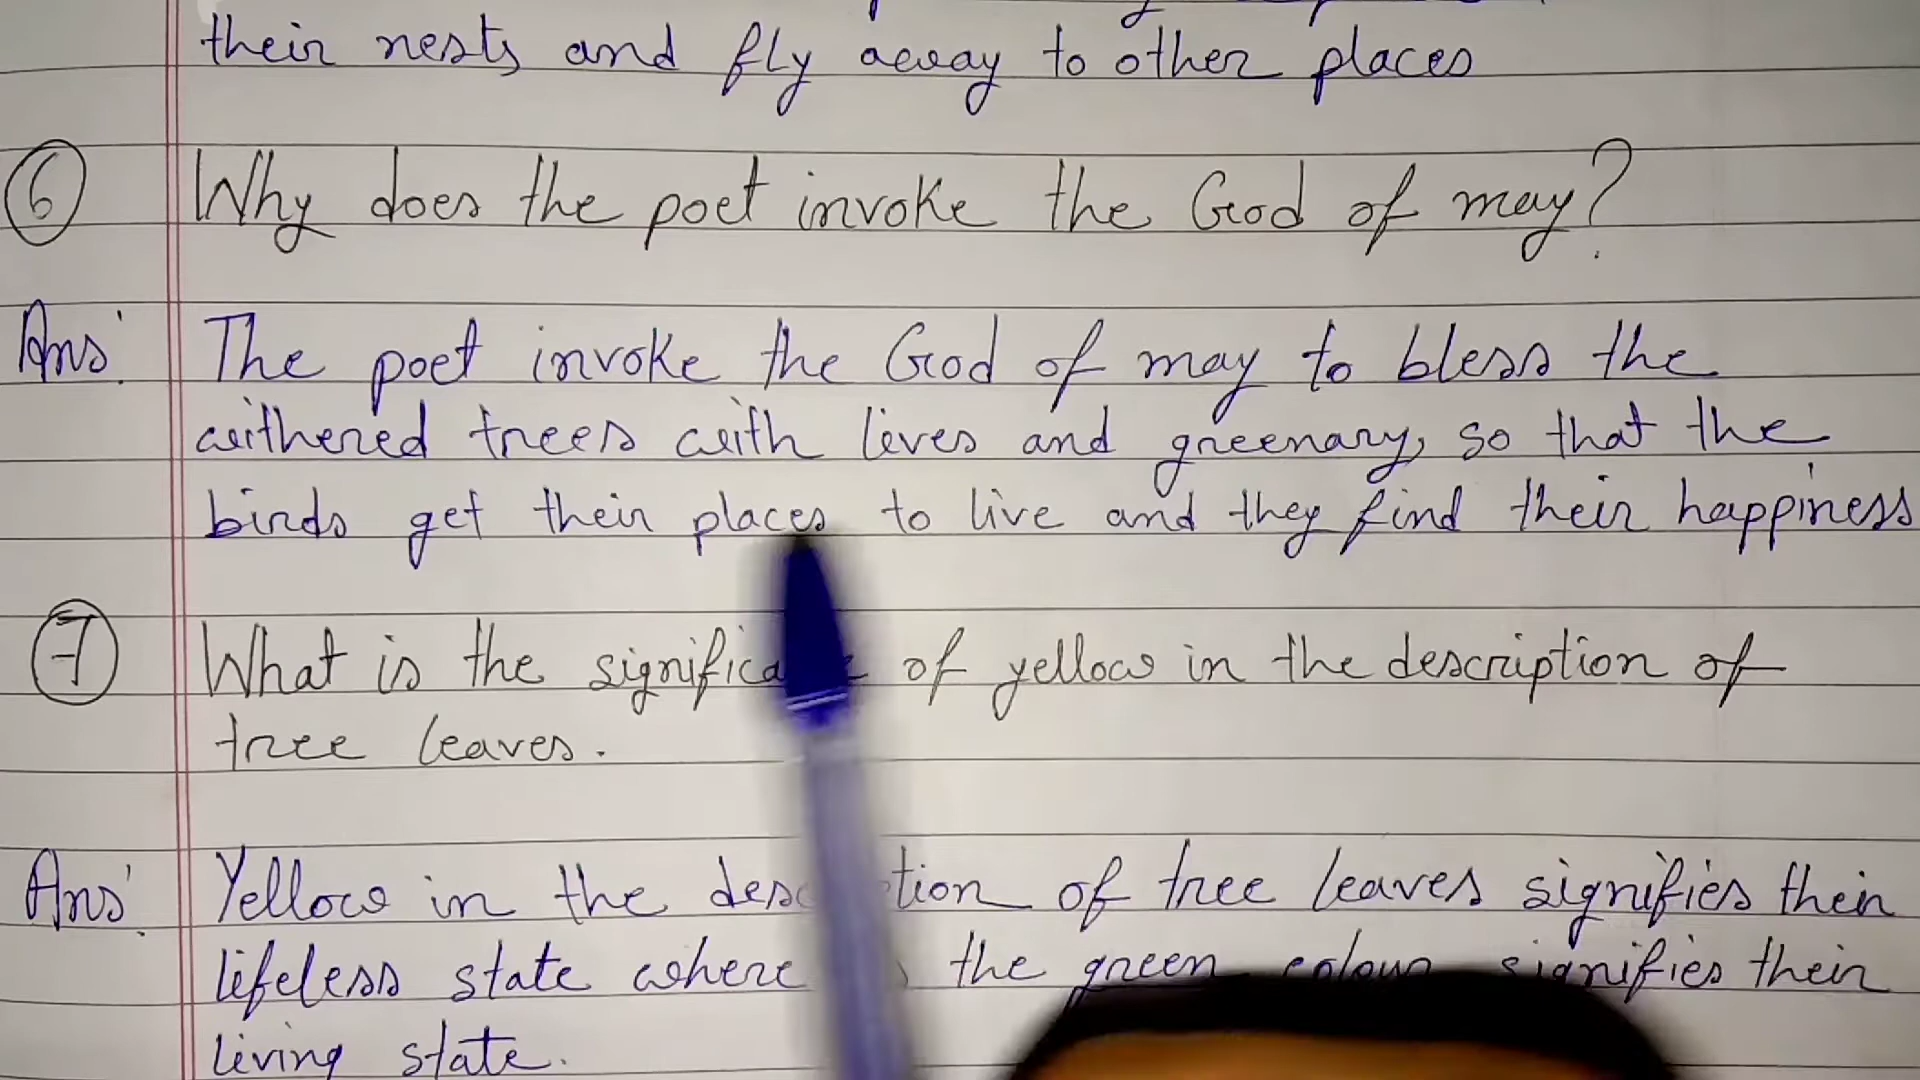 their nests and fly away to other places
6 Why does the poet invoke the God of may?
Ans: The poet invoke the God of may to bless the
withered trees with lives and greenary, so that the
birds get their places to live and they find their happiness
7 What is the of yellow in the description of
tree leaves.
Ans: Yellow in the of tree leaves signifies their
lifeless state where the green colour signifies their
living state.